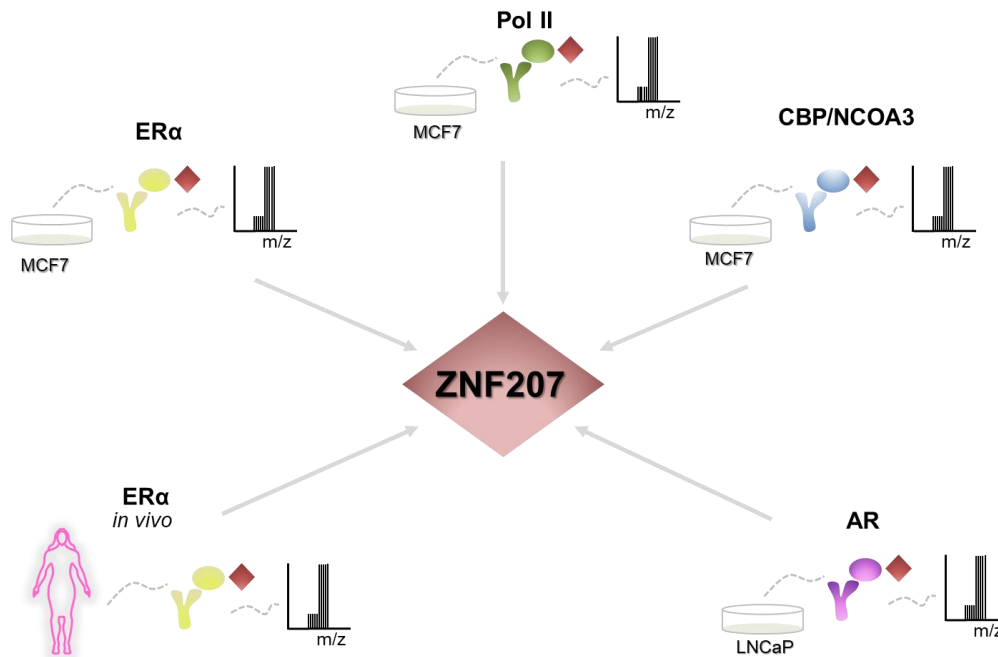 Pol II
MCF7
m/z
ERα
MCF7
m/z
CBP/NCOA3
MCF7
m/z
ZNF207
ERα
in vivo
m/z
AR
LNCaP
m/z